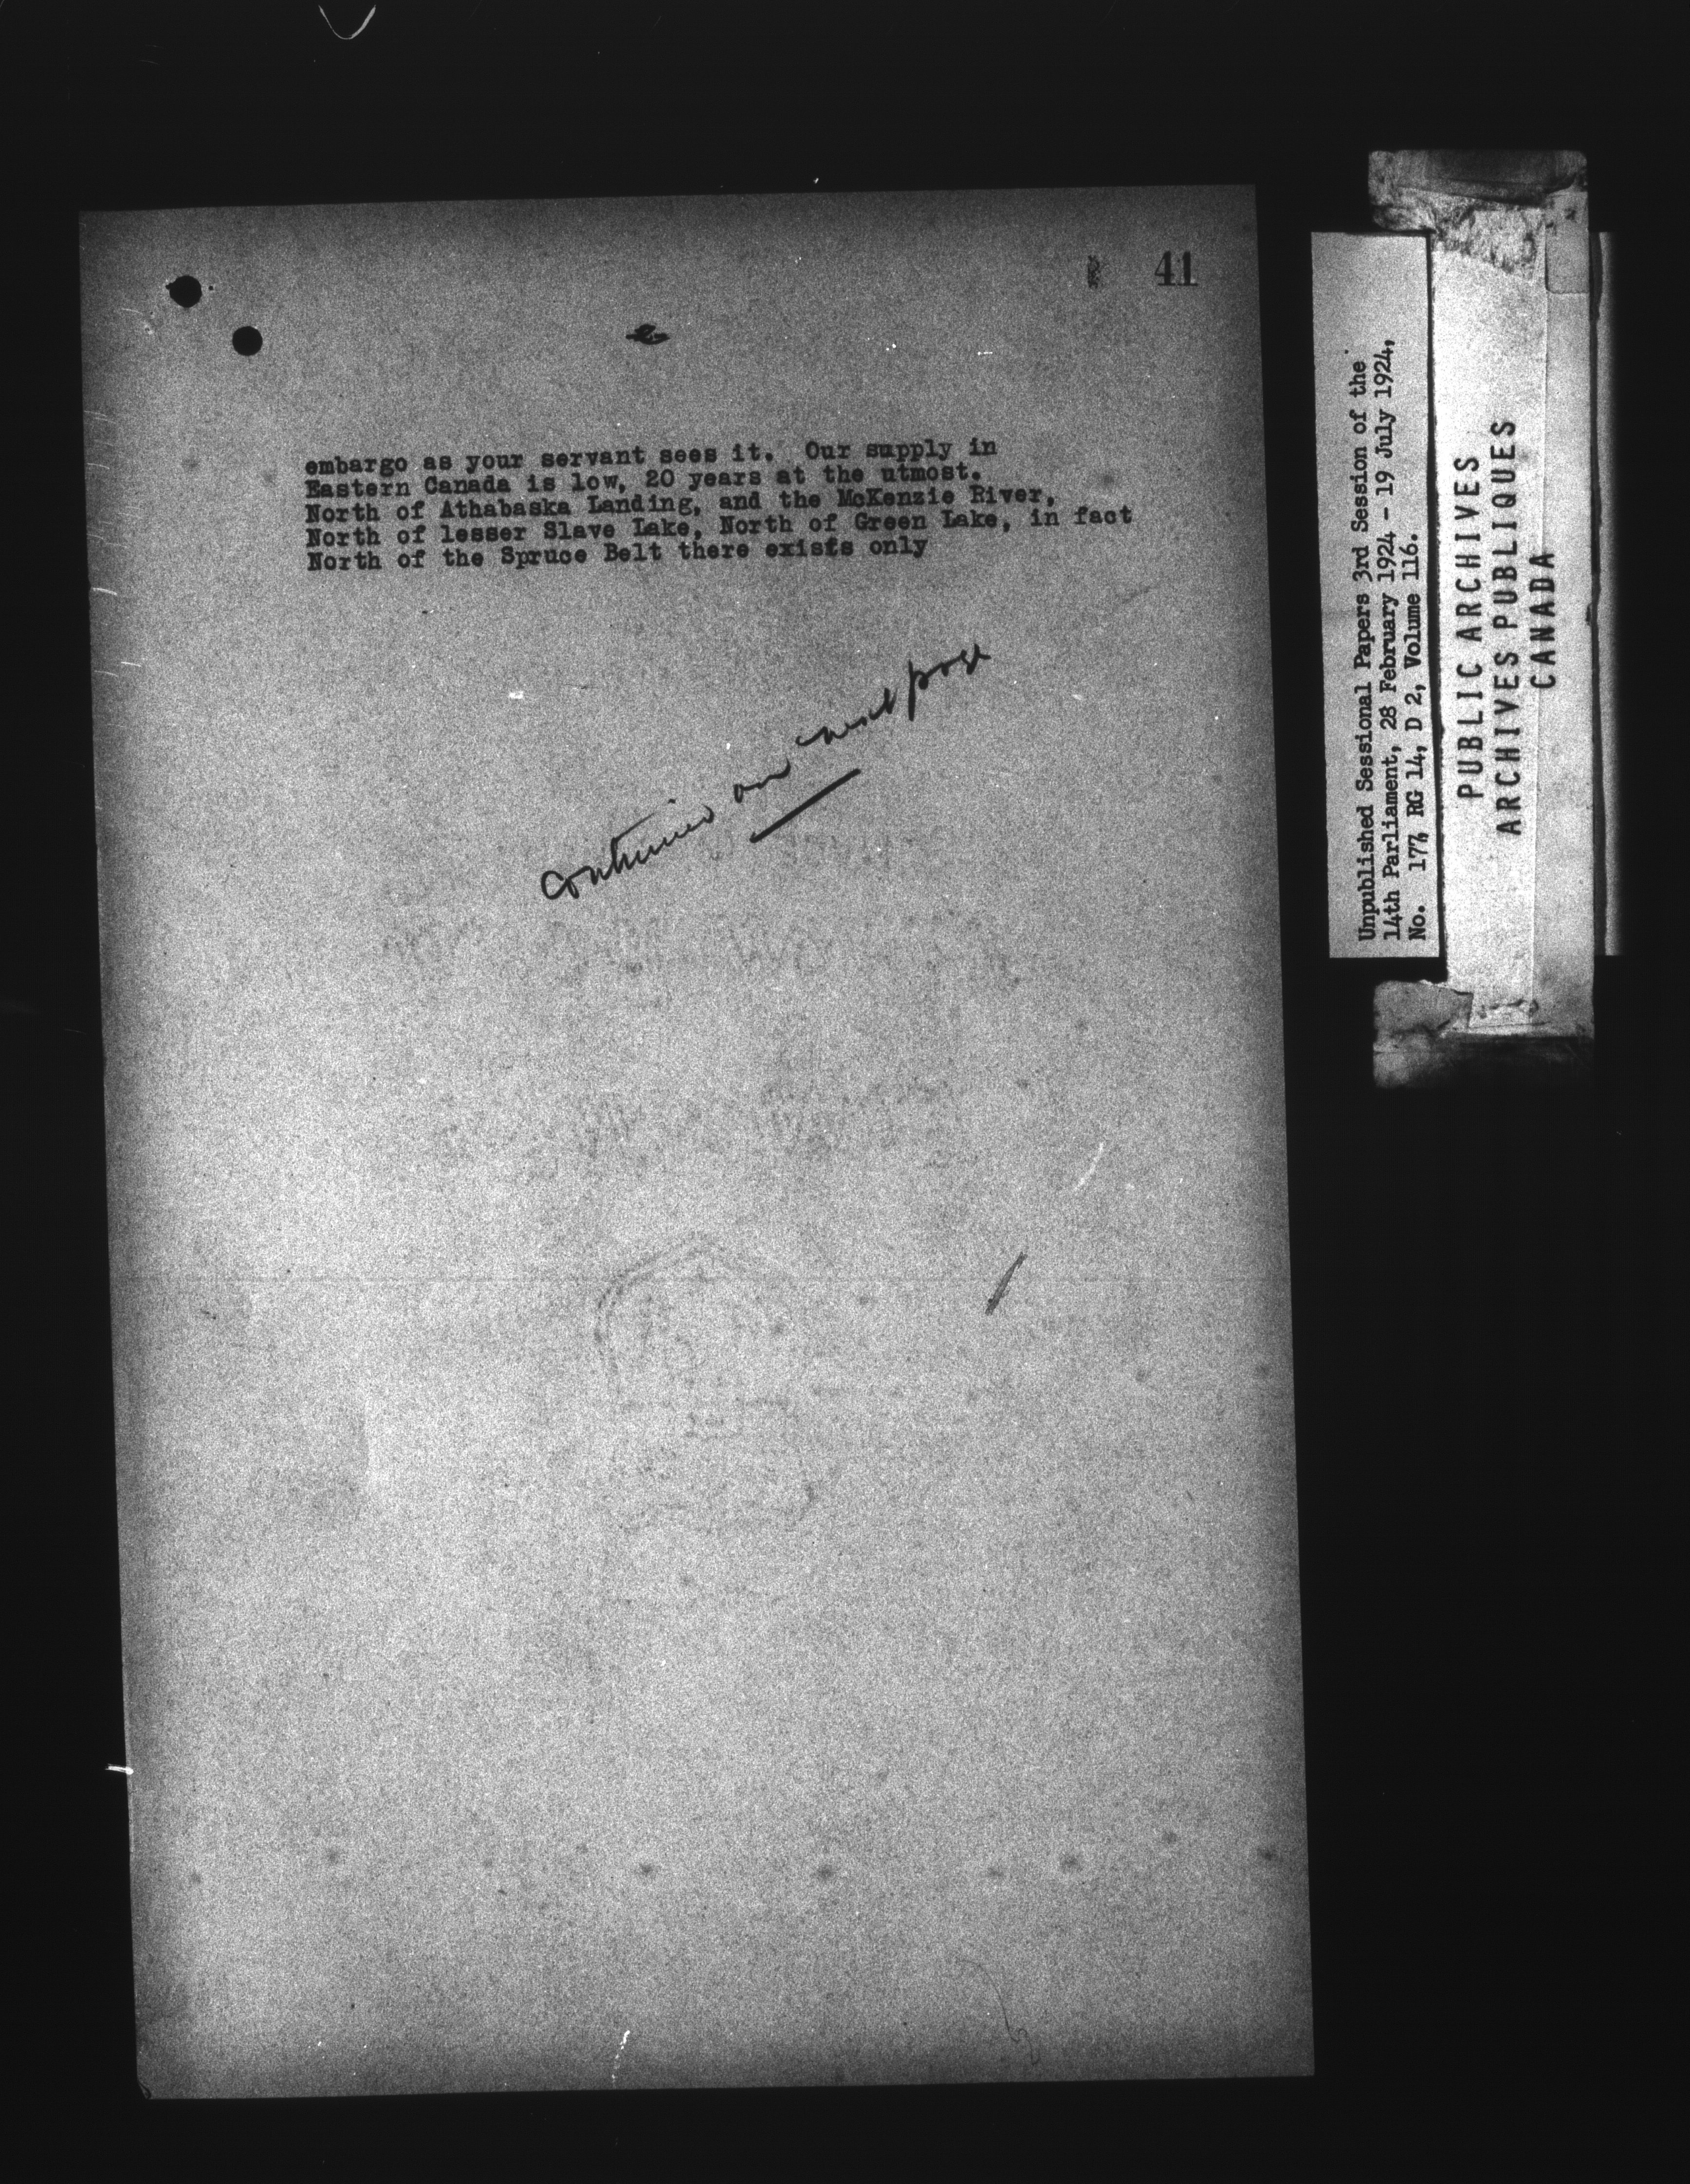 41
embargo as your servant sees it. Our supply in
Eastern Canada is low, 20 years at the utmost.
North of Athabaska Landing, and the McKenzie River,
North of lesser Slave Lake, North of Green Lake, in fact
North of the Spruce Belt there exists only
continued on next page
Unpublished Sessional Papers 3rd Session of the
14th Parliament, 28 February 1924 - 19 July 1924,
No. 177, RG 14, D 2, Volume 116.
PUBLIC ARCHIVES
ARCHIVES PUBLIQUES
CANADA